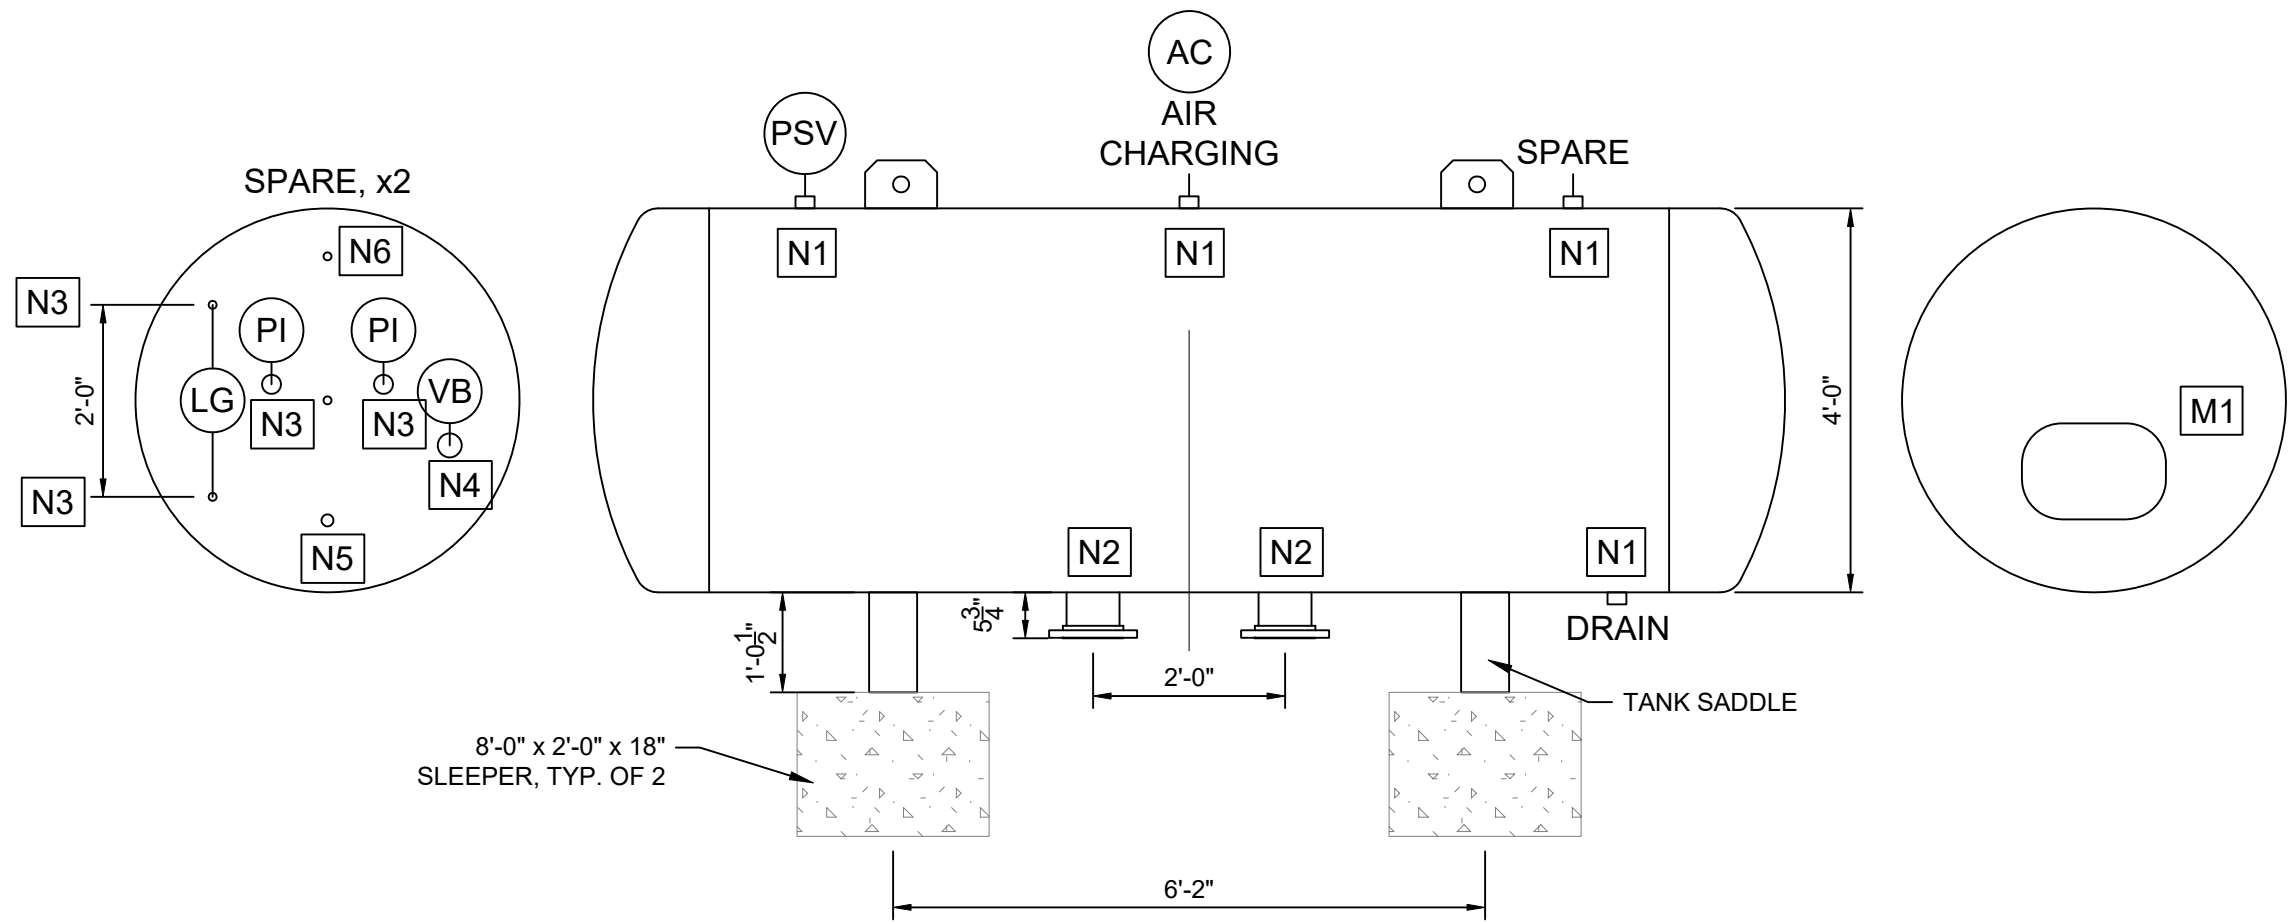 AC
AIR
CHARGING
PSV
SPARE
SPARE, x2
N6
N1
N1
N1
N3
PI
PI
2'-0"
LG
VB
N3
N3
N4
N3
N5
4'-0"
M1
N2
N2
N1
DRAIN
1'-0 1/2"
5 3/4"
2'-0"
TANK SADDLE
8'-0" x 2'-0" x 18"
SLEEPER, TYP. OF 2
6'-2"